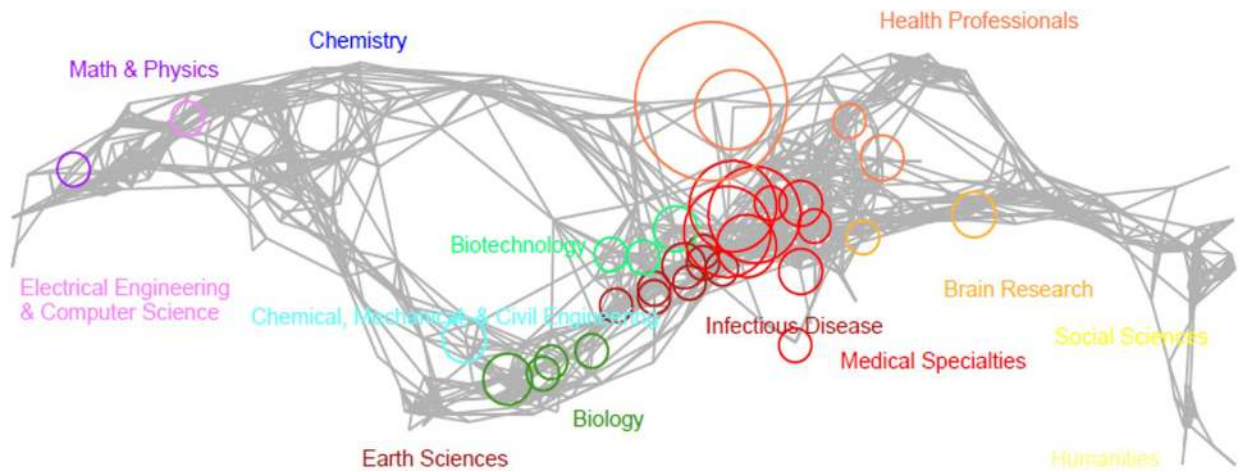 Health Professionals
Chemistry
Math & Physics
Biotechnology
Electrical Engineering
& Computer Science
Brain Research
Chemical, Mechanical, & Civil Engineering
Infectious Disease
Social Sciences
Medical Specialties
Biology
Earth Sciences
Humanities